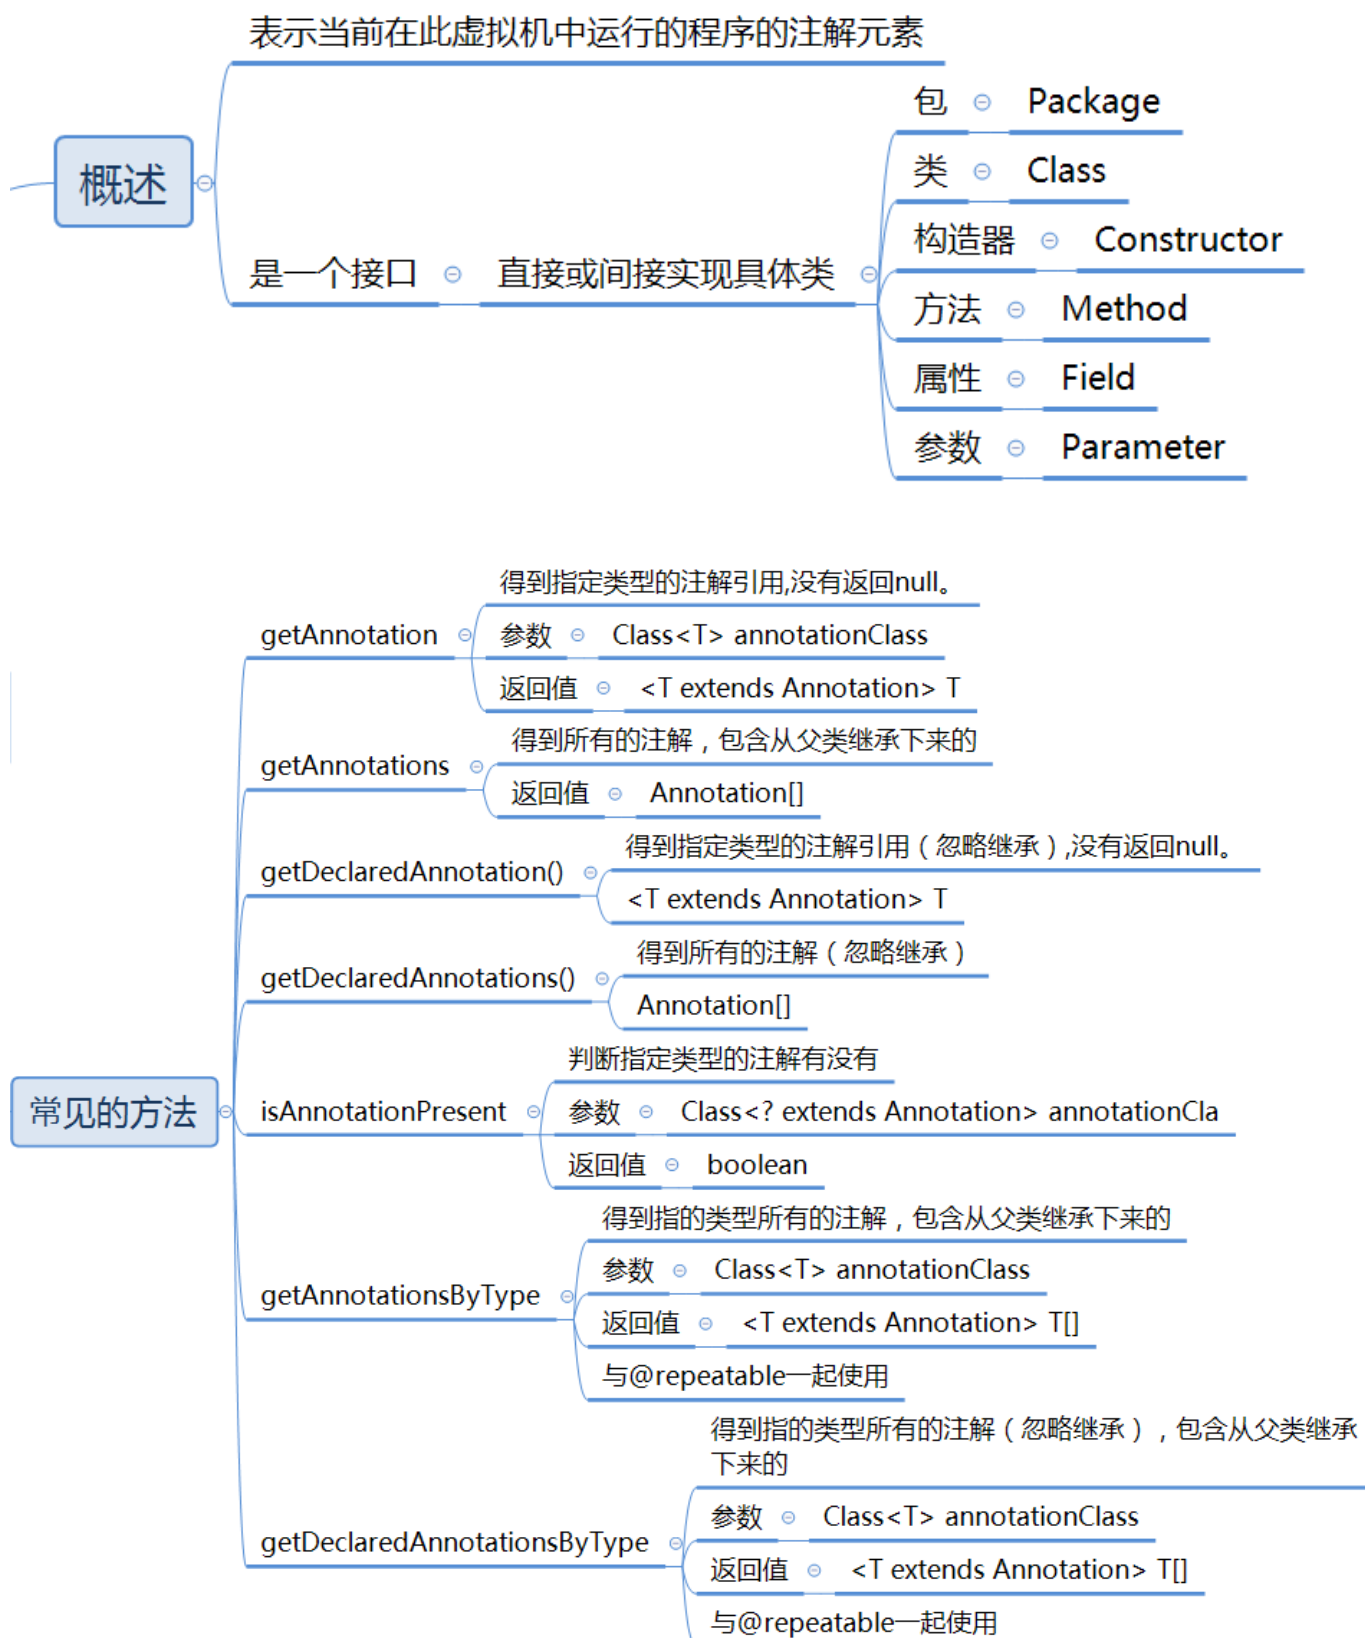 表示当前在此虚拟机中运行的程序的注解元素
概述
是一个接口
直接或间接实现具体类
包
Package
类
Class
构造器
Constructor
方法
Method
属性
Field
参数
Parameter
常见的方法
getAnnotation
得到指定类型的注解引用,没有返回null。
参数
Class<T> annotationClass
返回值
<T extends Annotation> T
getAnnotations
得到所有的注解，包含从父类继承下来的
返回值
Annotation[]
getDeclaredAnnotation()
得到指定类型的注解引用（忽略继承）,没有返回null。
<T extends Annotation> T
getDeclaredAnnotations()
得到所有的注解（忽略继承）
Annotation[]
isAnnotationPresent
判断指定类型的注解有没有
参数
Class<? extends Annotation> annotationCla
返回值
boolean
getAnnotationsByType
得到指的类型所有的注解，包含从父类继承下来的
参数
Class<T> annotationClass
返回值
<T extends Annotation> T[]
与@repeatable一起使用
getDeclaredAnnotationsByType
得到指的类型所有的注解（忽略继承），包含从父类继承
下来的
参数
Class<T> annotationClass
返回值
<T extends Annotation> T[]
与@repeatable一起使用